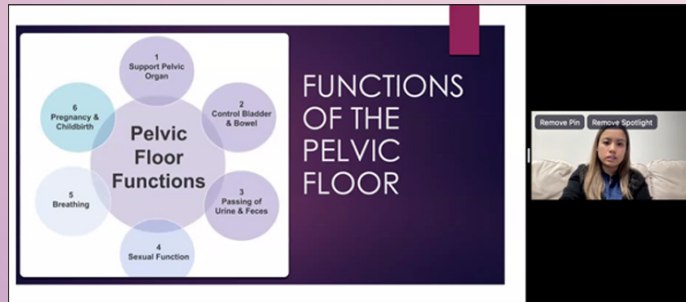 1
Support Pelvic
Organ
2
Control Bladder
& Bowel
3
Passing of
Urine & Feces
4
Sexual Function
5
Breathing
6
Pregnancy &
Childbirth
Pelvic
Floor
Functions
FUNCTIONS
OF THE
PELVIC
FLOOR
Remove Pin
Remove Spotlight